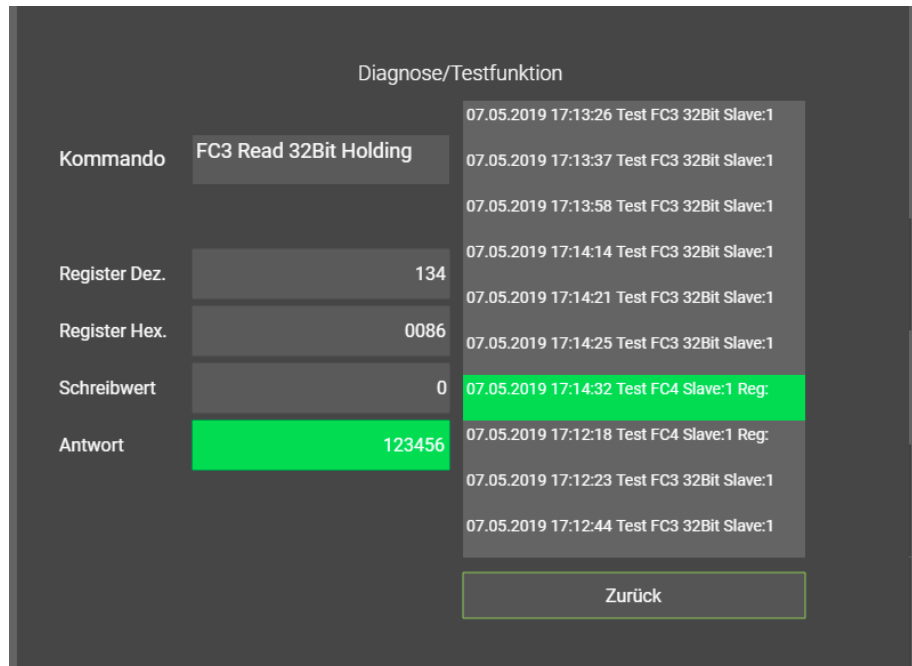 Diagnose/Testfunktion
Kommando
FC3 Read 32Bit Holding
Register Dez.
134
Register Hex.
0086
Schreibwert
0
Antwort
123456
07.05.2019 17:13:26 Test FC3 32Bit Slave:1
07.05.2019 17:13:37 Test FC3 32Bit Slave:1
07.05.2019 17:13:58 Test FC3 32Bit Slave:1
07.05.2019 17:14:14 Test FC3 32Bit Slave:1
07.05.2019 17:14:21 Test FC3 32Bit Slave:1
07.05.2019 17:14:25 Test FC3 32Bit Slave:1
07.05.2019 17:14:32 Test FC4 Slave:1 Reg:
07.05.2019 17:12:18 Test FC4 Slave:1 Reg:
07.05.2019 17:12:23 Test FC3 32Bit Slave:1
07.05.2019 17:12:44 Test FC3 32Bit Slave:1
Zurück